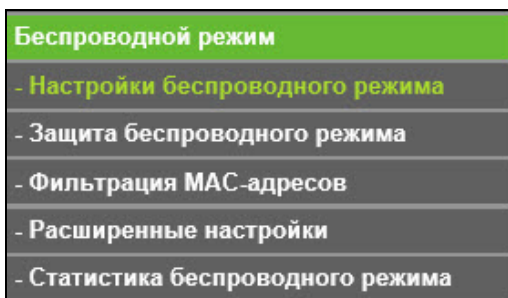 Беспроводной режим
- Настройки беспроводного режима
- Защита беспроводного режима
- Фильтрация MAC-адресов
- Расширенные настройки
- Статистика беспроводного режима